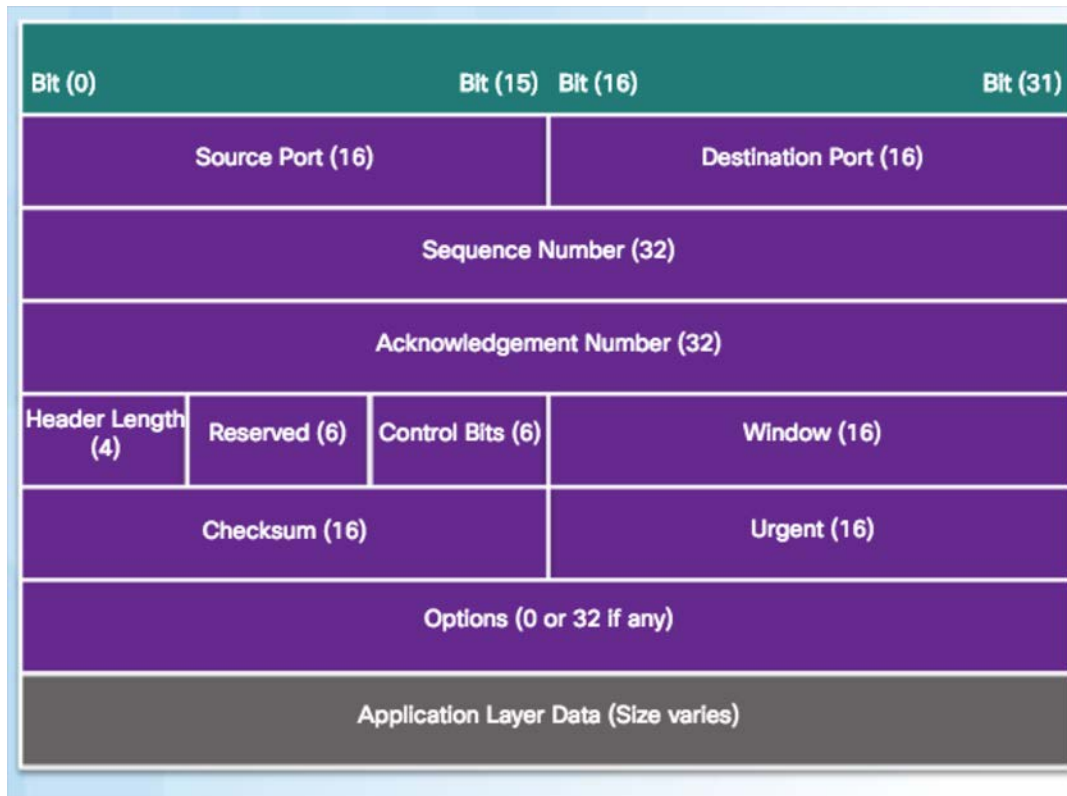 Bit (0) Bit (15) Bit (16) Bit (31)
Source Port (16) Destination Port (16)
Sequence Number (32)
Acknowledgement Number (32)
Header Length
(4) Reserved (6) Control Bits (6) Window (16)
Checksum (16) Urgent (16)
Options (0 or 32 if any)
Application Layer Data (Size varies)